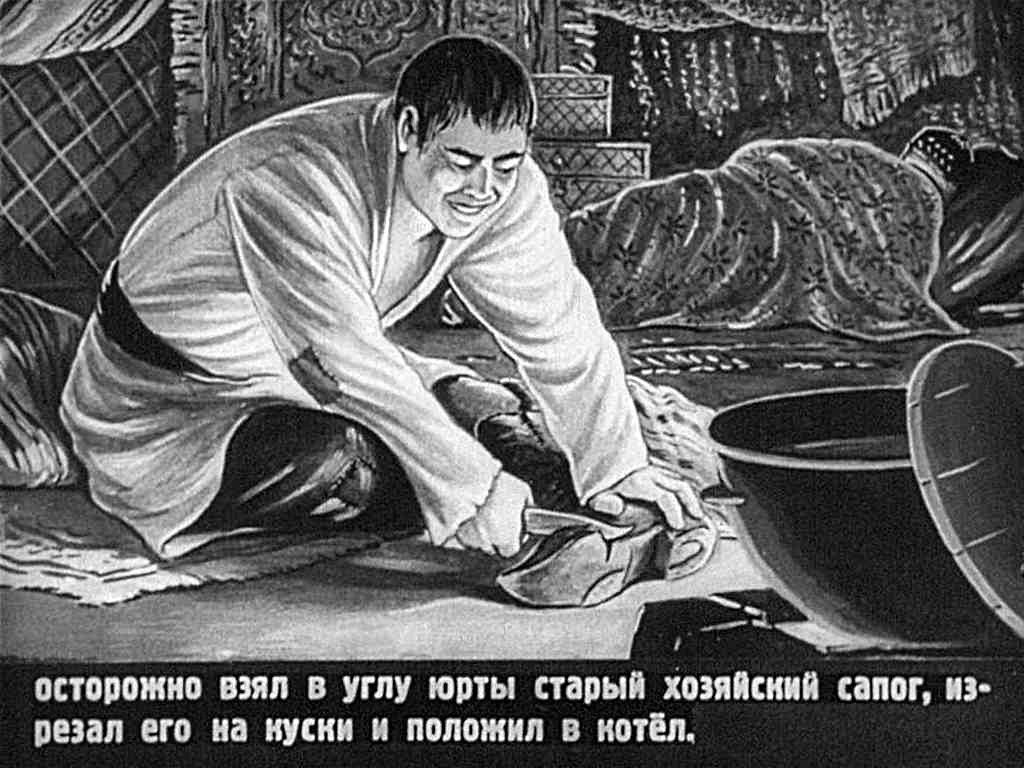 осторожно взял в углу юрты старый хозяйский сапог, из-
резал его на куски и положил в котёл.